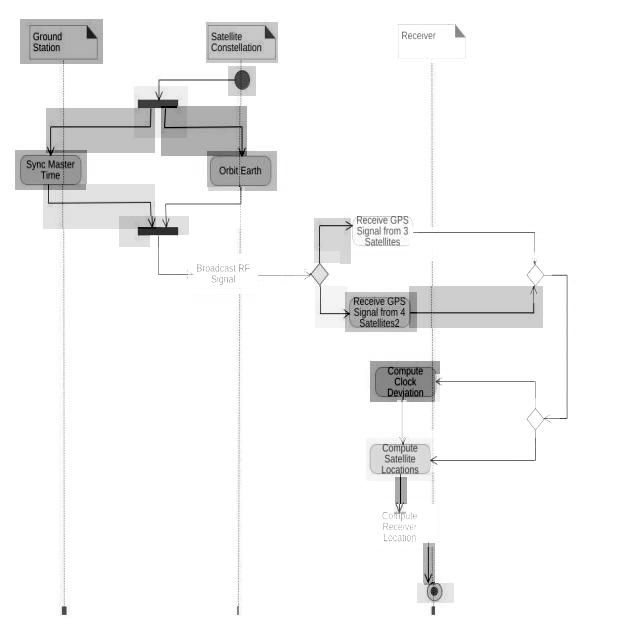 Ground
Station
Satellite
Constellation
Receiver
Sync Master
Time
Orbit Earth
Broadcast RF
Signal
Receive GPS
Signal from 3
Satellites
Receive GPS
Signal from 4
Satellites2
Compute
Clock
Devjation
Compute
Satellite
Locations
Compute
Receiver
Location